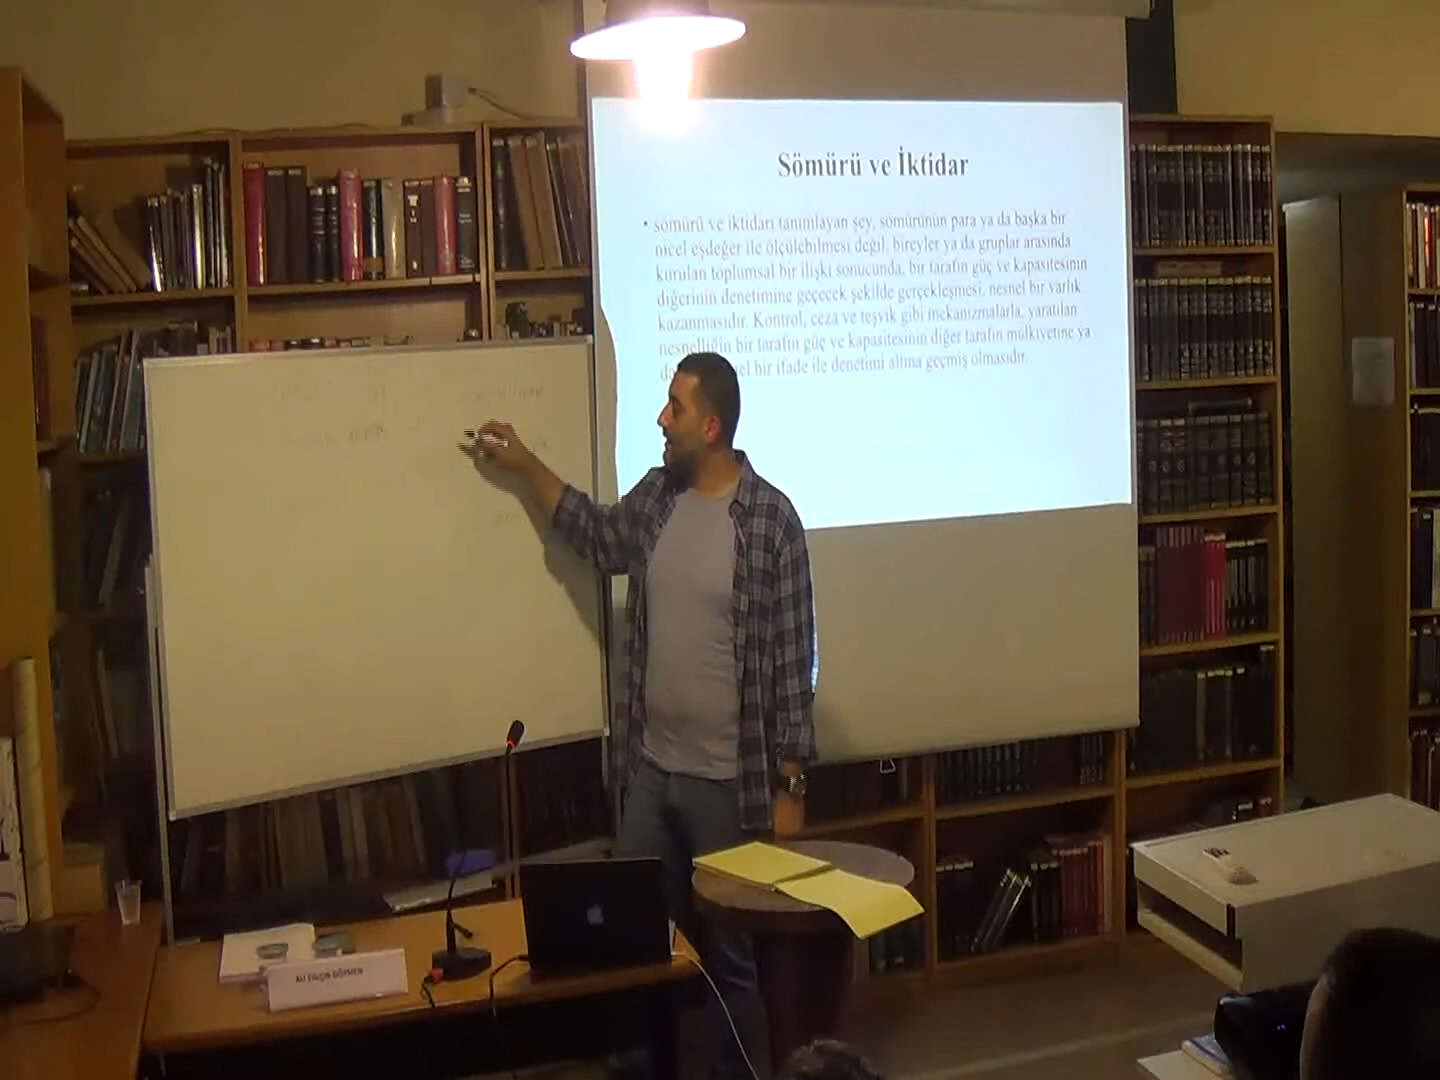 Sömürü ve İktidar
• sömürü ve iktidarı tanımlayan şey, sömürünün para ya da başka bir
nicel eşdeğer ile ölçülebilmesi değil, bireyler ya da gruplar arasında
kurulan toplumsal bir ilişki sonucunda, bir tarafın güç ve kapasitesinin
diğerinin denetimine geçecek şekilde gerçekleşmesi, nesnel bir varlık
kazanmasıdır. Kontrol, ceza ve teşvik gibi mekanizmalarla, yaratılan
nesnelliğin bir tarafın güç ve kapasitesinin diğer tarafın mülkiyetine ya
bir ifade ile denetimi altına geçmiş olmasıdır.